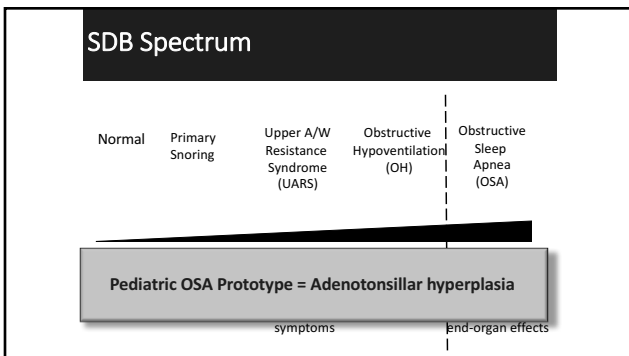 SDB Spectrum
Normal
Primary
Snoring
Upper A/W
Resistance
Syndrome
(UARS)
Obstructive
Hypoventilation
(OH)
Obstructive
Sleep
Apnea
(OSA)
Pediatric OSA Prototype = Adenotonsillar hyperplasia
symptoms
end-organ effects